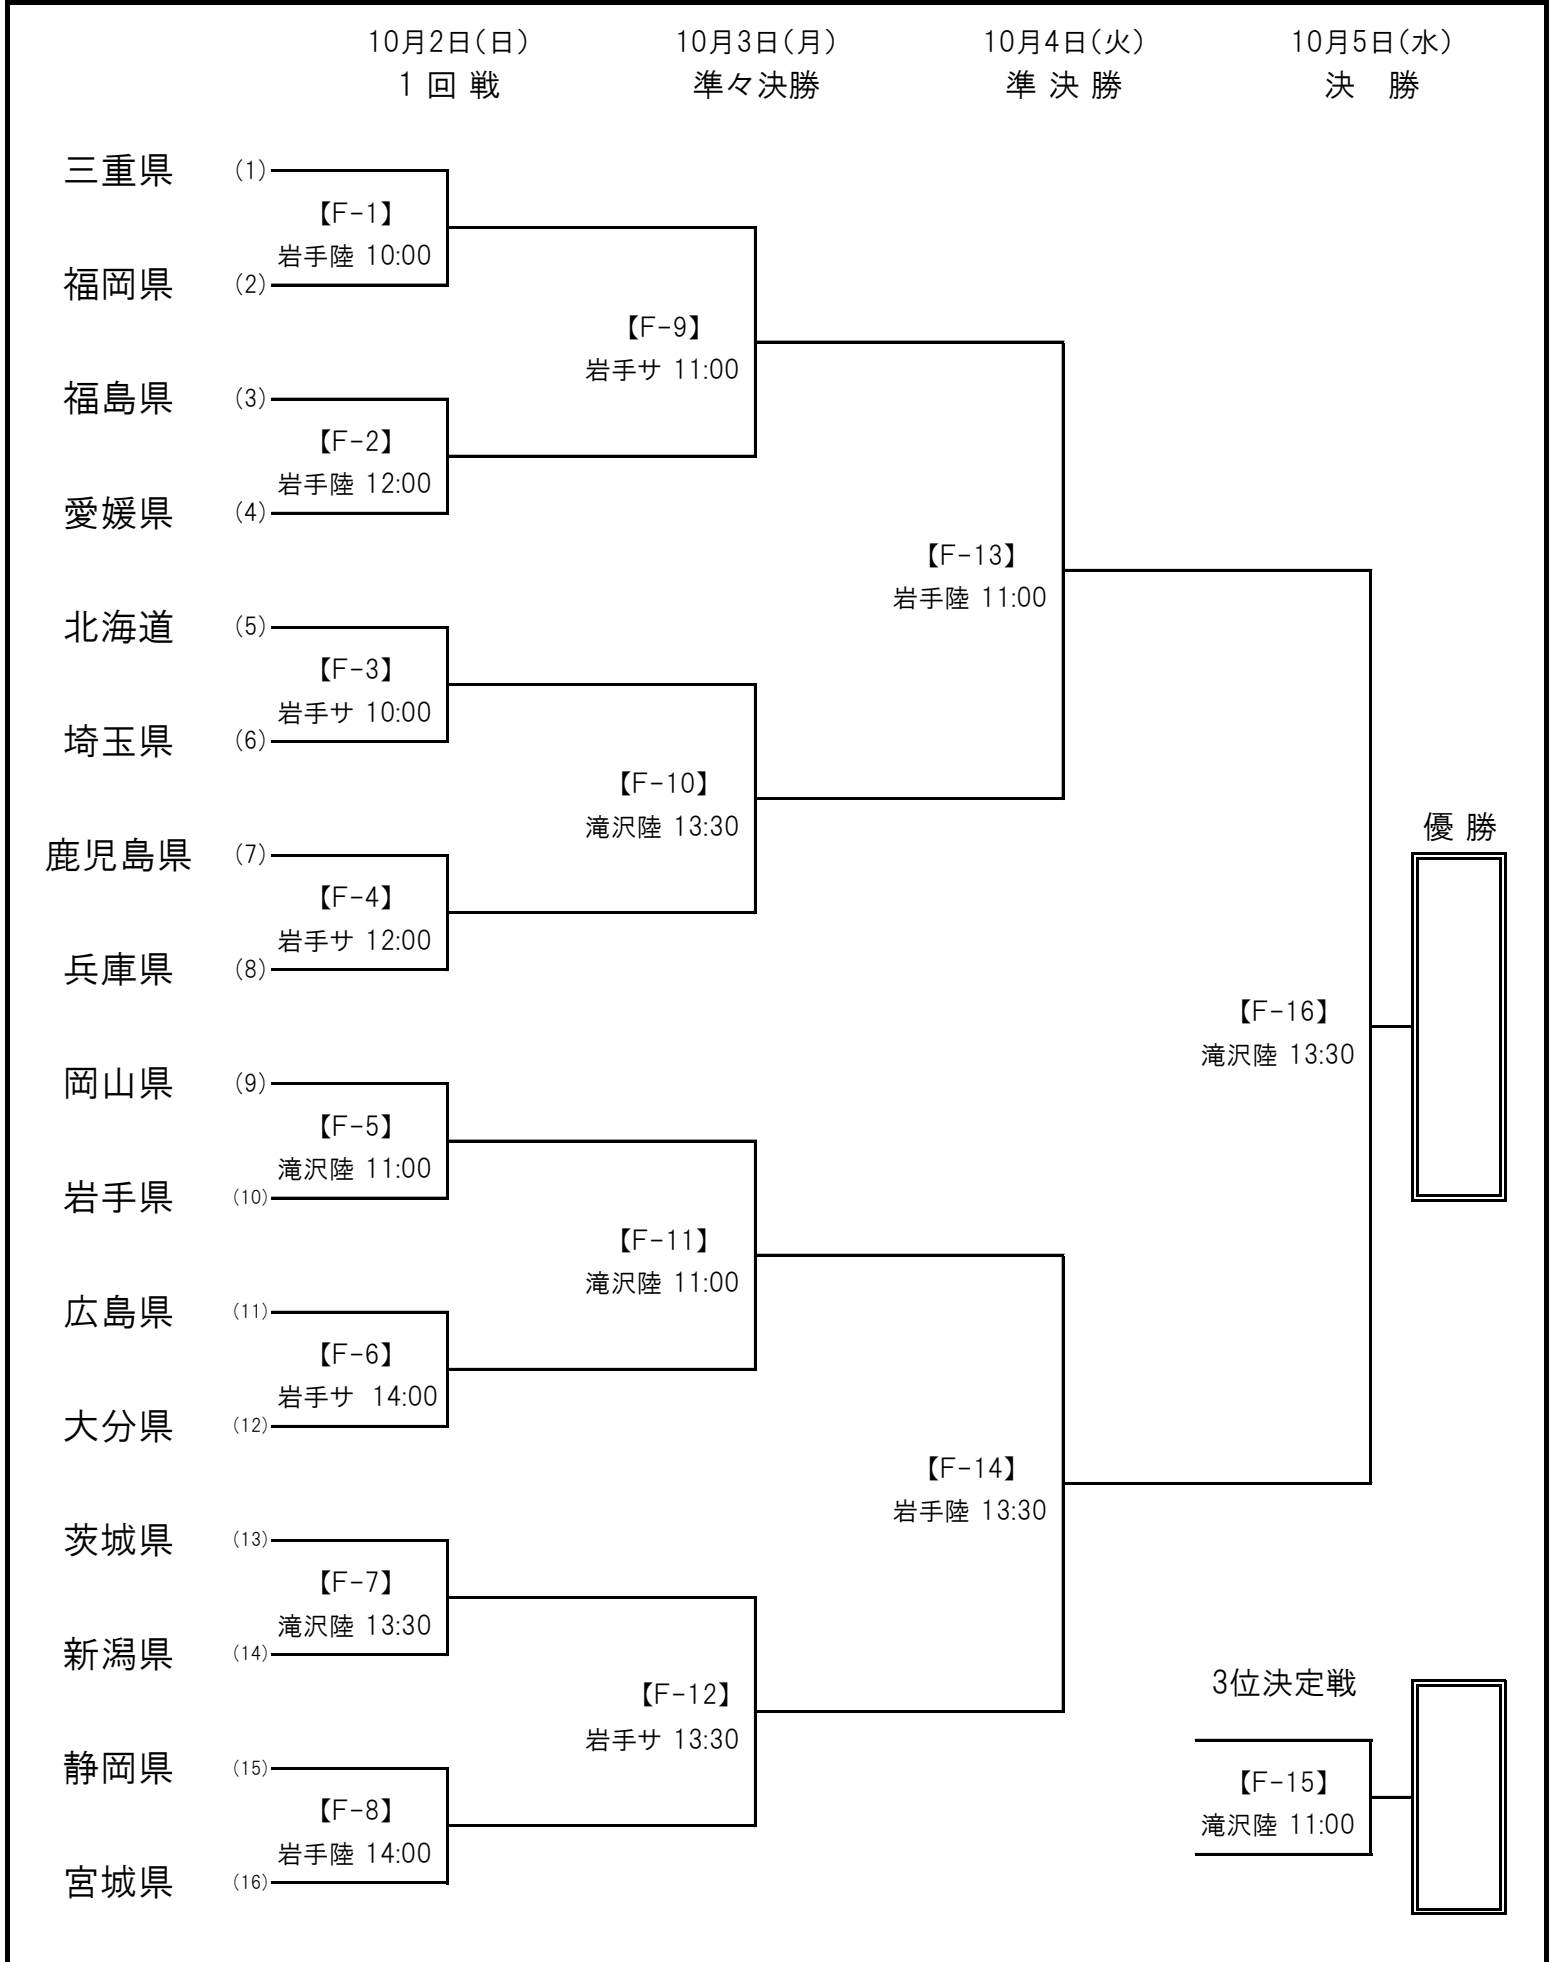 10月2日(日) 10月3日(月) 10月4日(火) 10月5日(水)
1 回 戦 準々決勝 準 決 勝 決 勝
三重県 (1)
【F-1】
岩手陸 10:00
福岡県 (2)
【F-9】
岩手サ 11:00
福島県 (3)
【F-2】
岩手陸 12:00
愛媛県 (4)
【F-13】
岩手陸 11:00
北海道 (5)
【F-3】
岩手サ 10:00
埼玉県 (6)
【F-10】
滝沢陸 13:30
優 勝
鹿児島県 (7)
【F-4】
岩手サ 12:00
兵庫県 (8)
【F-16】
滝沢陸 13:30
岡山県 (9)
【F-5】
滝沢陸 11:00
岩手県 (10)
【F-11】
滝沢陸 11:00
広島県 (11)
【F-6】
岩手サ 14:00
大分県 (12)
【F-14】
岩手陸 13:30
茨城県 (13)
【F-7】
滝沢陸 13:30
新潟県 (14)
3位決定戦
【F-12】
岩手サ 13:30
静岡県 (15)
【F-15】
滝沢陸 11:00
【F-8】
岩手陸 14:00
宮城県 (16)